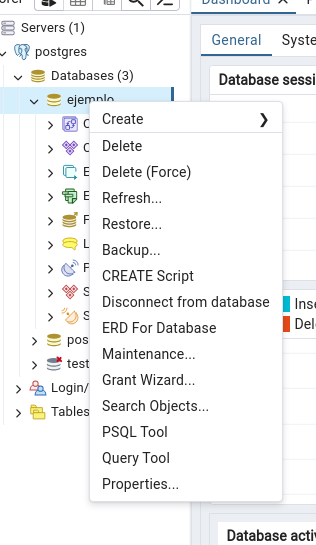 Dashboard
Servers (1)
postgres
General
Databases (3)
Database sessi
ejemplo
Create
Delete
Delete (Force)
Refresh...
Restore...
Backup...
CREATE Script
Disconnect from database
Inse
ERD For Database
Dele
pos
Maintenance...
test
Grant Wizard...
Login/
Search Objects...
Tables
PSQL Tool
Query Tool
Properties...
Database activ